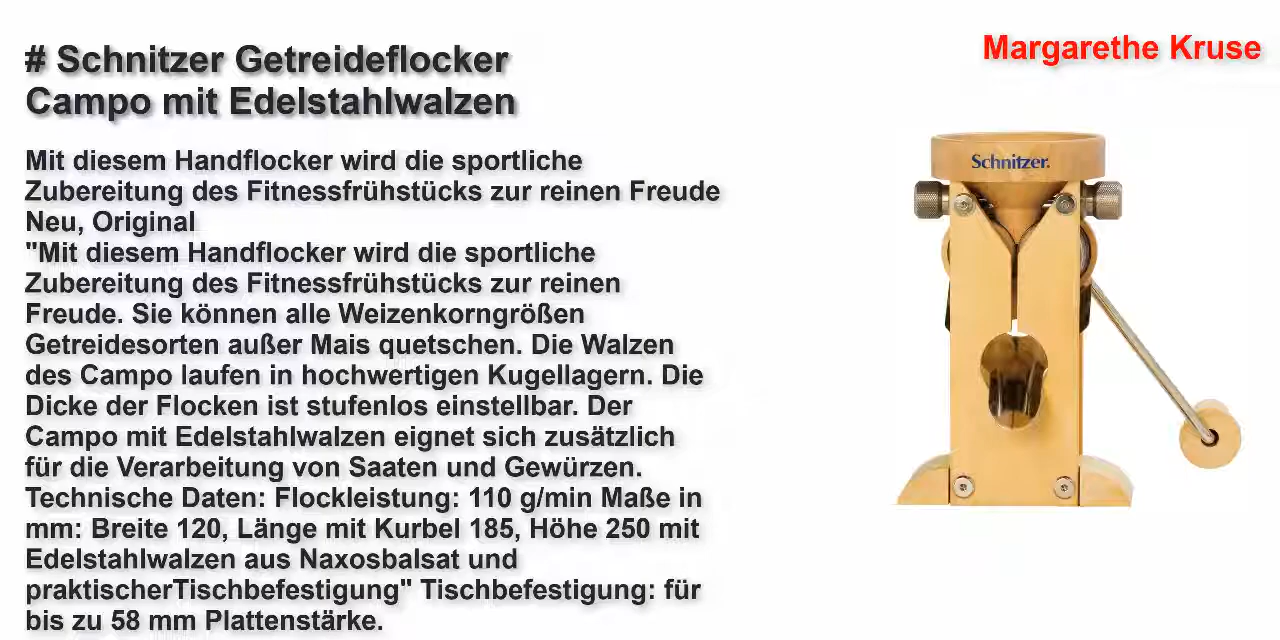 # Schnitzer Getreideflocker
Campo mit Edelstahlwalzen
Margarethe Kruse
Mit diesem Handflocker wird die sportliche
Zubereitung des Fitnessfrühstücks zur reinen Freude
Neu, Original
"Mit diesem Handflocker wird die sportliche
Zubereitung des Fitnessfrühstücks zur reinen
Freude. Sie können alle Weizenkorngrößen
Getreidesorten außer Mais quetschen. Die Walzen
des Campo laufen in hochwertigen Kugellagern. Die
Dicke der Flocken ist stufenlos einstellbar. Der
Campo mit Edelstahlwalzen eignet sich zusätzlich
für die Verarbeitung von Saaten und Gewürzen.
Technische Daten: Flockleistung: 110 g/min Maße in
mm: Breite 120, Länge mit Kurbel 185, Höhe 250 mit
Edelstahlwalzen aus Naxosbalsat und
praktischerTischbefestigung" Tischbefestigung: für
bis zu 58 mm Plattenstärke.
Schnitzer.